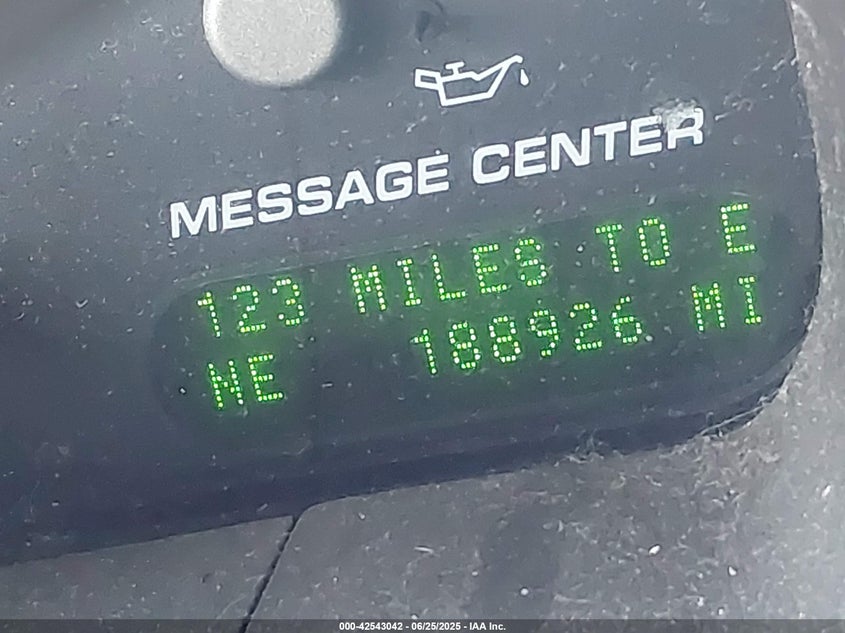 MESSAGE CENTER
123 MILES TO E
NE 188926 MI
000-42543042 - 06/25/2025 - IAA Inc.